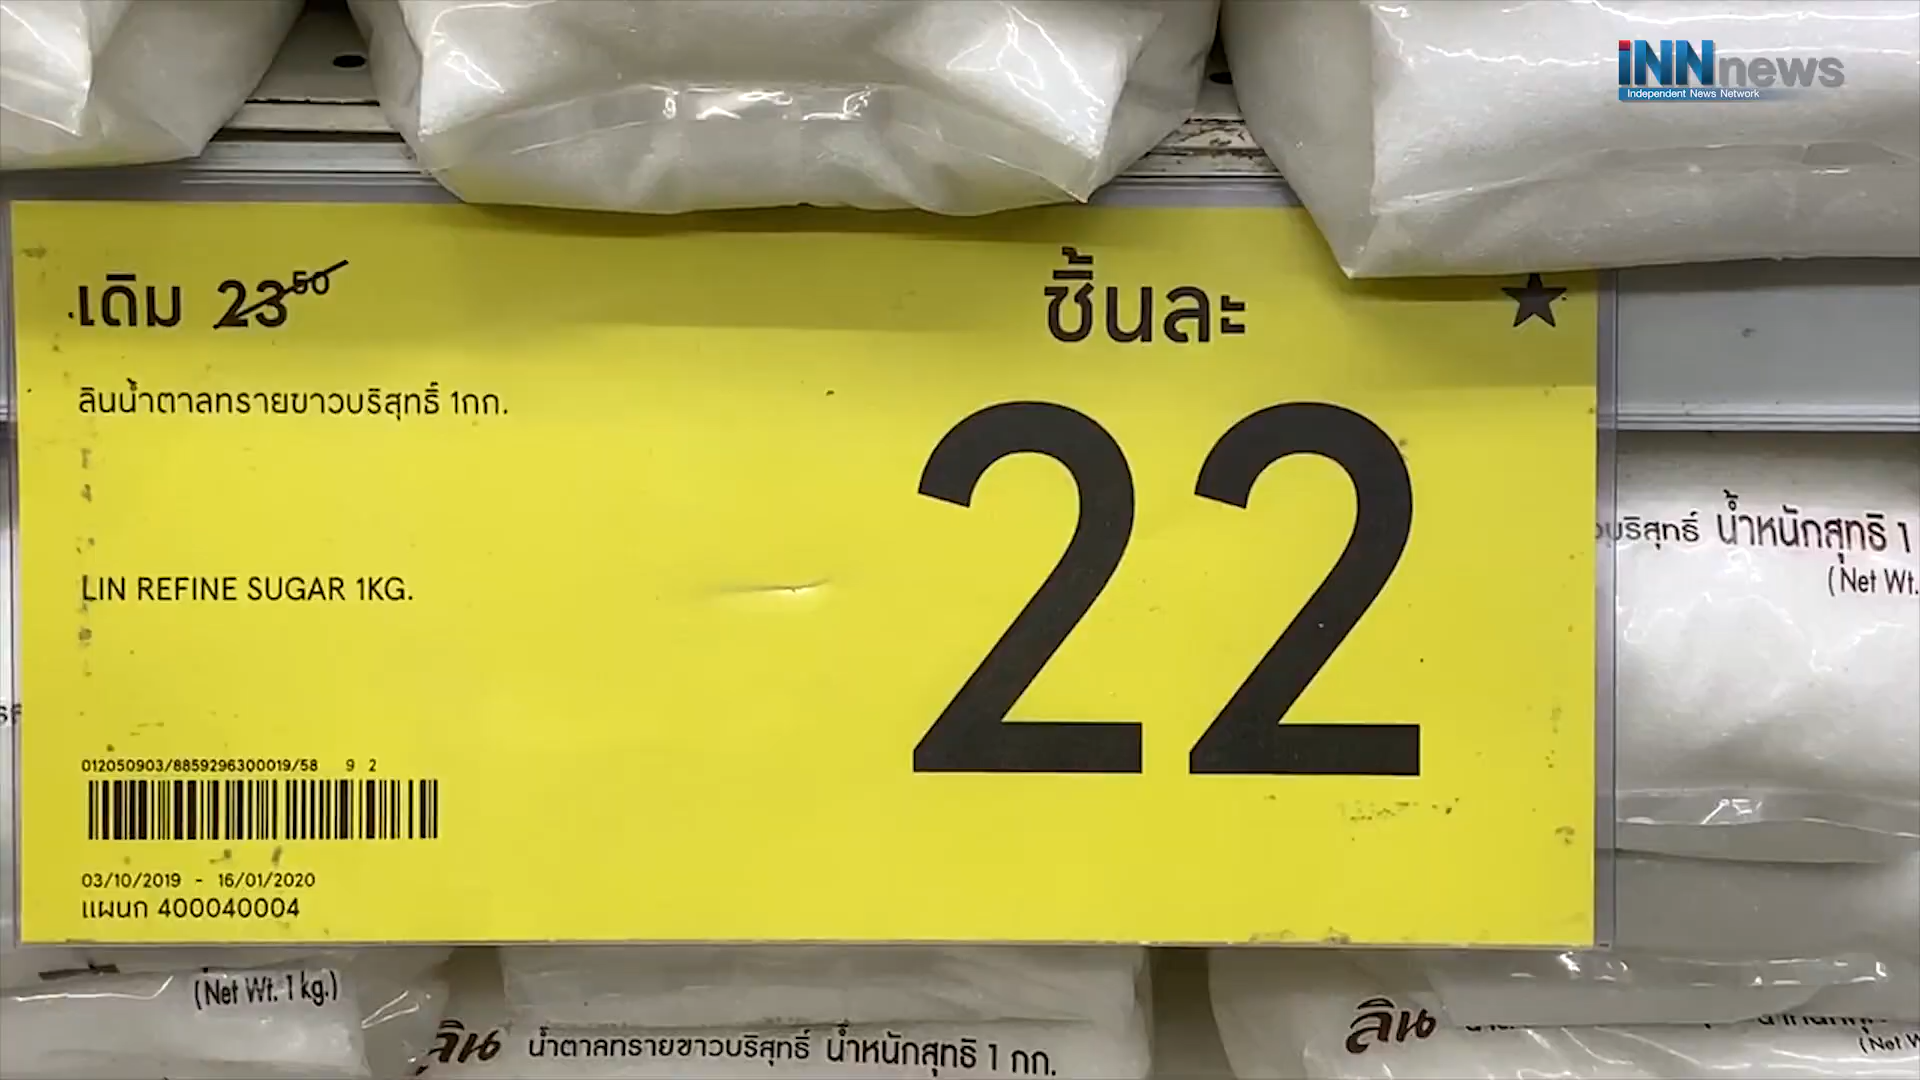 iNNnews
Independent News Network
เดิม 23.50
ชิ้นละ
ลินน้ำตาลทรายขาวบริสุทธิ์ 1กก.
22
LIN REFINE SUGAR 1KG.
012050903/8859296300019/58 9 2
03/10/2019 - 16/01/2020
แผนก 400040004
บริสุทธิ์ น้ำหนักสุทธิ 1
(Net Wt.
(Net Wt. 1 kg.)
ลิน น้ำตาลทรายขาวบริสุทธิ์ น้ำหนักสุทธิ 1 กก.
ลิน
(Net W